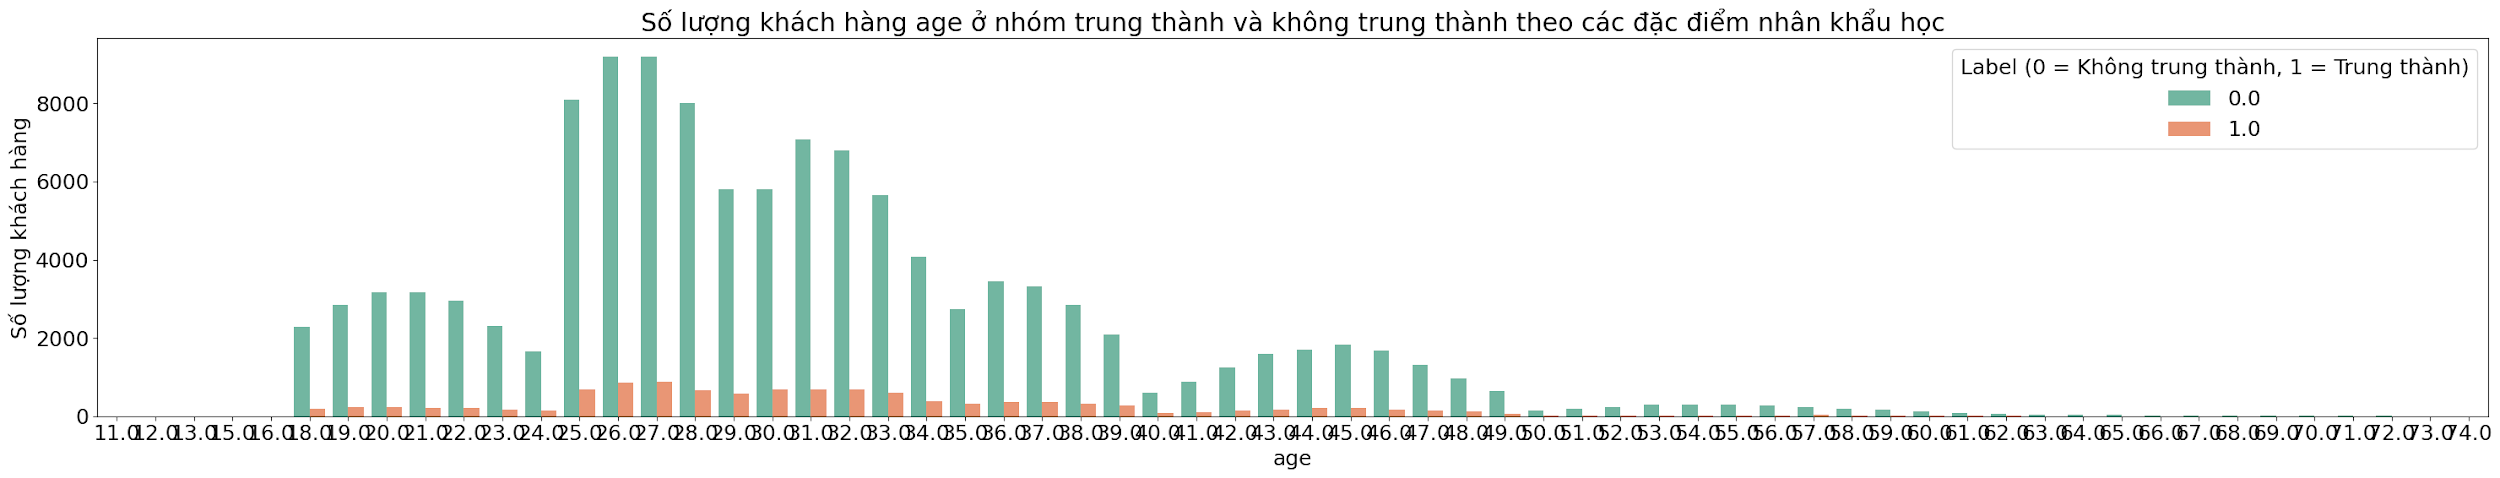 Số lượng khách hàng age ở nhóm trung thành và không trung thành theo các đặc điểm nhân khẩu học
Label (0 = Không trung thành, 1 = Trung thành)
0.0
1.0
Số lượng khách hàng
8000
6000
4000
2000
0
11.0 12.0 13.0 15.0 16.0 18.0 19.0 20.0 21.0 22.0 23.0 24.0 25.0 26.0 27.0 28.0 29.0 30.0 31.0 32.0 33.0 34.0 35.0 36.0 37.0 38.0 39.0 40.0 41.0 42.0 43.0 44.0 45.0 46.0 47.0 48.0 49.0 50.0 51.0 52.0 53.0 54.0 55.0 56.0 57.0 58.0 59.0 60.0 61.0 62.0 63.0 64.0 65.0 66.0 67.0 68.0 69.0 70.0 71.0 72.0 73.0 74.0
age